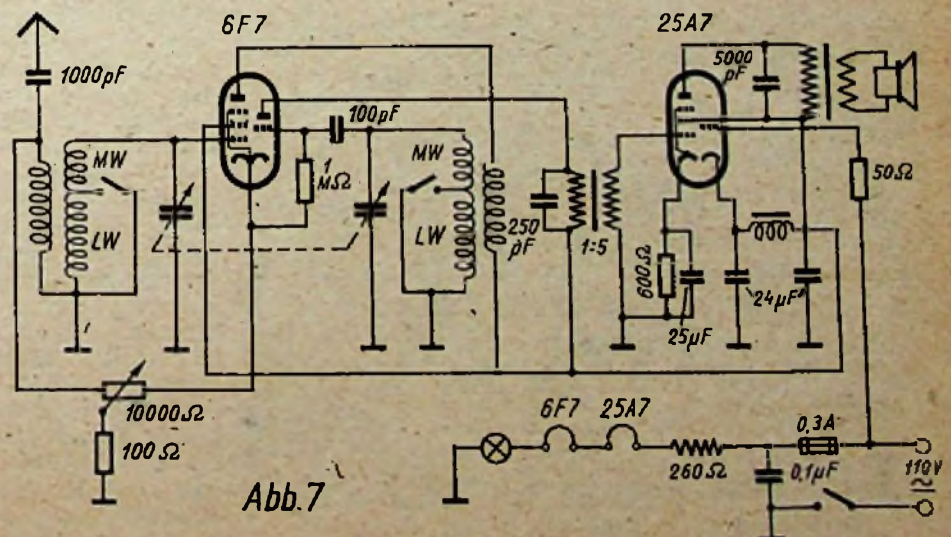 6F7
25A7
1000pF
5000
pF
100pF
MW
LW
1
MΩ
MW
LW
250
pF
1:5
600Ω
25µF
24µF
50Ω
10000Ω
100Ω
6F7 25A7
260Ω
0,3A
0,1µF
110V
≂
Abb.7